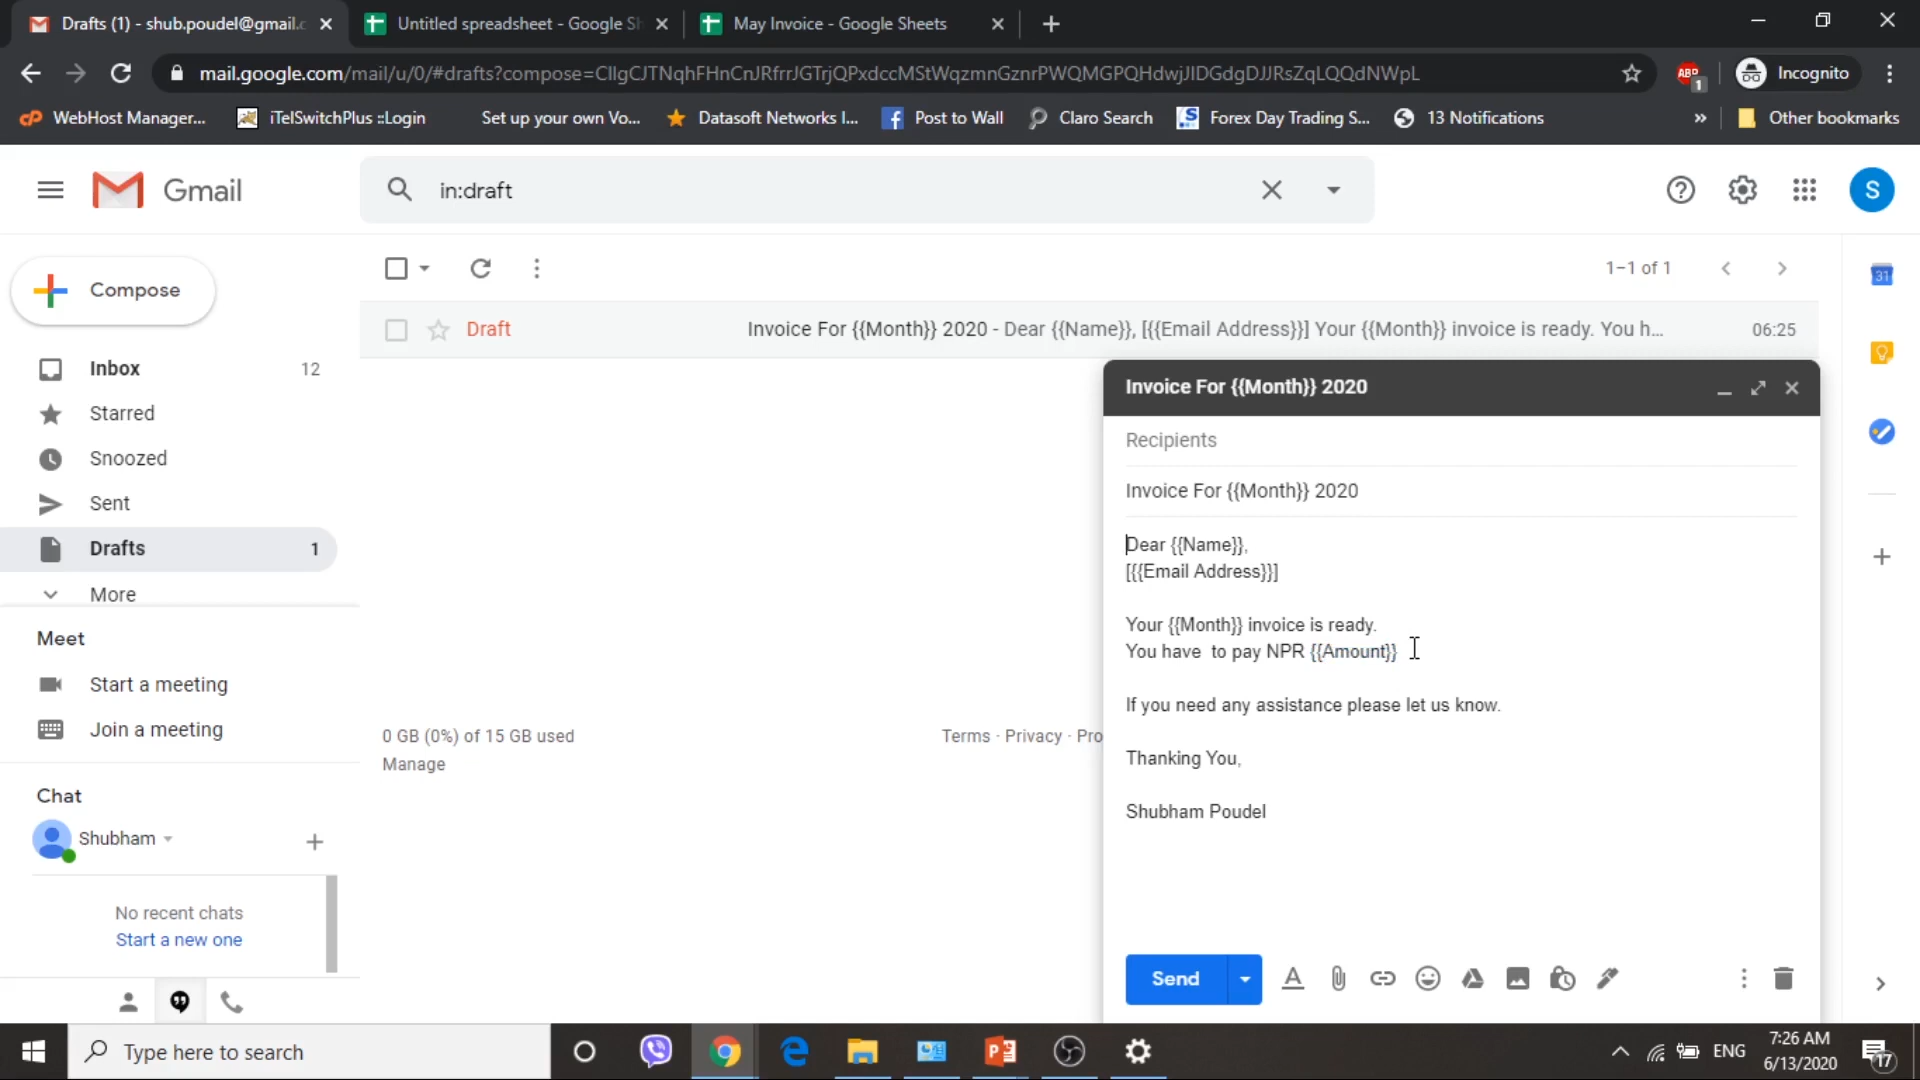 Drafts (1) - shub.poudel@gmail.c
Untitled spreadsheet - Google Sh
May Invoice - Google Sheets
mail.google.com/mail/u/0/#drafts?compose=CllgCJTNqhFHnCnJRfrrJGTrjQPxdccMStWqzmnGznrPWQMGPQHdwjJlDGdgDJJRsZqLQQdNWpL
ABP
1
Incognito
WebHost Manager...
iTelSwitchPlus ::Login
Set up your own Vo...
Datasoft Networks I...
Post to Wall
Claro Search
Forex Day Trading S...
13 Notifications
»
Other bookmarks
Gmail
in:draft
S
Compose
1–1 of 1
31
Draft
Invoice For {{Month}} 2020 - Dear {{Name}}, [{{Email Address}}] Your {{Month}} invoice is ready. You h...
06:25
Inbox
12
Starred
Snoozed
Sent
Drafts
1
More
Invoice For {{Month}} 2020
Recipients
Invoice For {{Month}} 2020
Dear {{Name}},
[{{Email Address}}]
Your {{Month}} invoice is ready.
You have  to pay NPR {{Amount}}
If you need any assistance please let us know.
Thanking You,
Shubham Poudel
Send
Meet
Start a meeting
Join a meeting
0 GB (0%) of 15 GB used
Manage
Terms · Privacy · Pro
Chat
Shubham
No recent chats
Start a new one
Type here to search
ENG
7:26 AM
6/13/2020
17